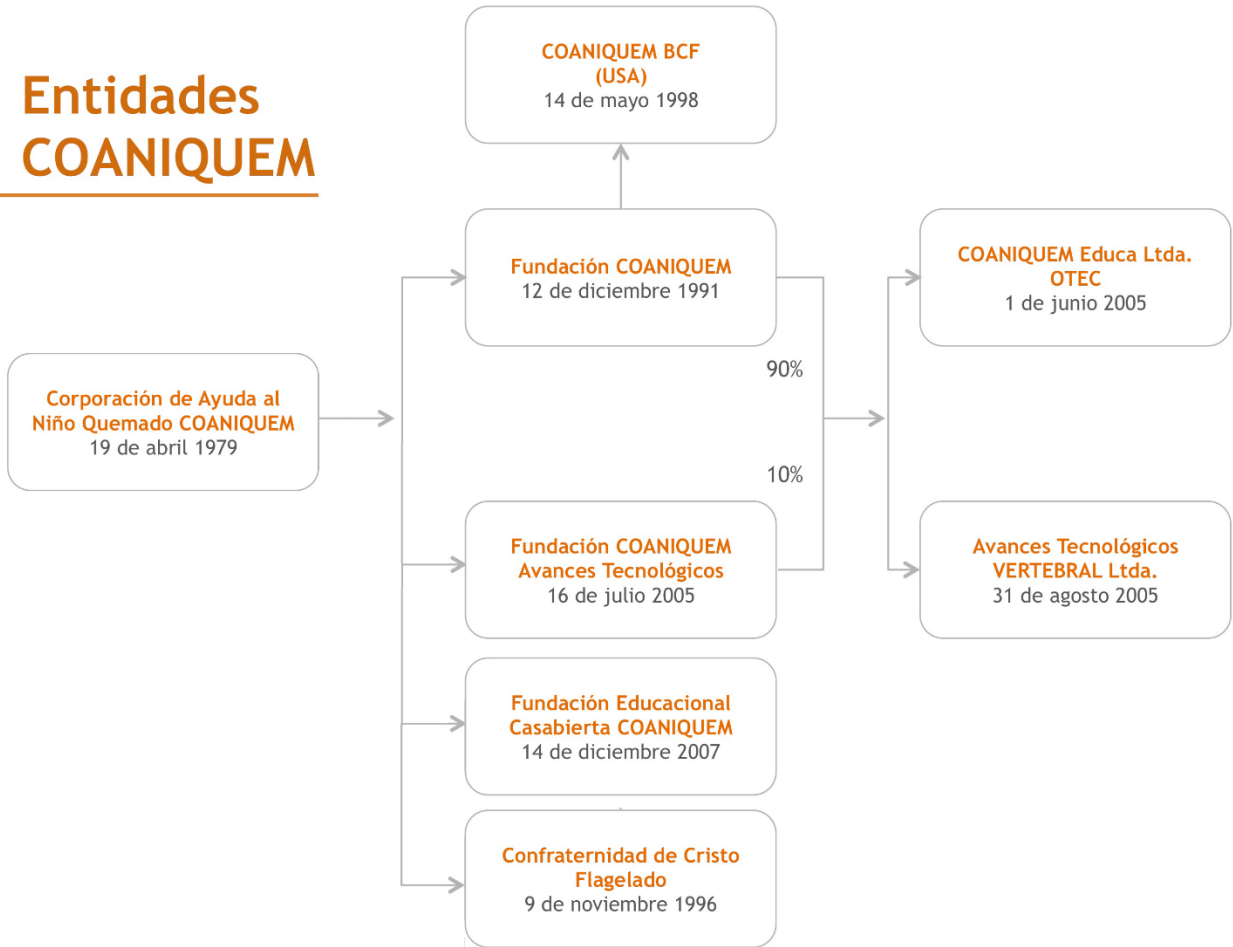 Entidades
COANIQUEM
COANIQUEM BCF
(USA)
14 de mayo 1998
Fundación COANIQUEM
12 de diciembre 1991
COANIQUEM Educa Ltda.
OTEC
1 de junio 2005
90%
Corporación de Ayuda al
Niño Quemado COANIQUEM
19 de abril 1979
10%
Fundación COANIQUEM
Avances Tecnológicos
16 de julio 2005
Avances Tecnológicos
VERTEBRAL Ltda.
31 de agosto 2005
Fundación Educacional
Casabierta COANIQUEM
14 de diciembre 2007
Confraternidad de Cristo
Flagelado
9 de noviembre 1996